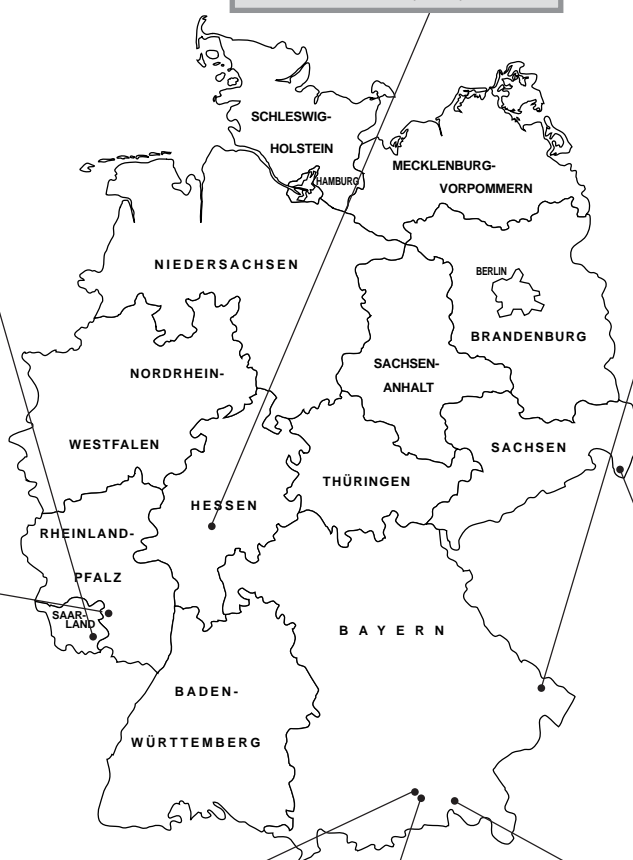 SCHLESWIG-
HOLSTEIN
HAMBURG
MECKLENBURG-
VORPOMMERN
NIEDERSACHSEN
BERLIN
BRANDENBURG
SACHSEN-
ANHALT
NORDRHEIN-
WESTFALEN
SACHSEN
THÜRINGEN
HESSEN
RHEINLAND-
PFALZ
SAAR-
LAND
BAYERN
BADEN-
WÜRTTEMBERG